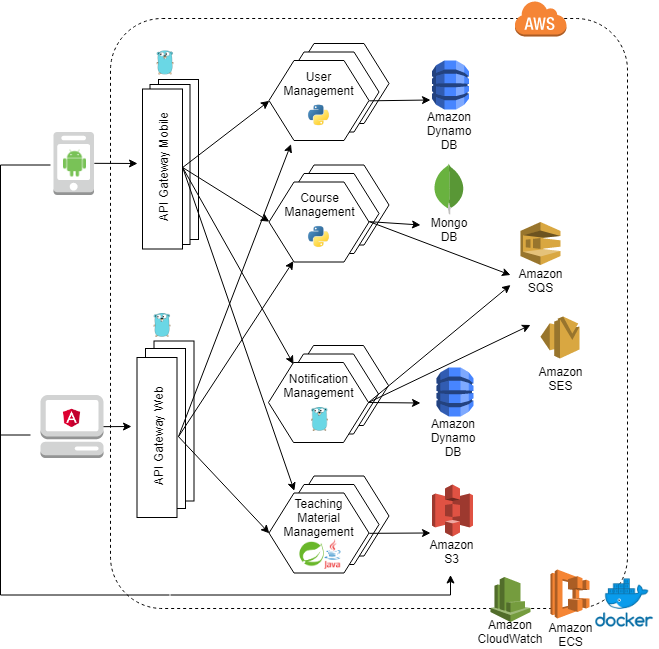 AWS
User
Management
Amazon
Dynamo
DB
API Gateway Mobile
Course
Management
Mongo
DB
Amazon
SQS
Amazon
SES
API Gateway Web
Notification
Management
Amazon
Dynamo
DB
Teaching
Material
Management
Java
Amazon
S3
Amazon
CloudWatch
Amazon
ECS
docker